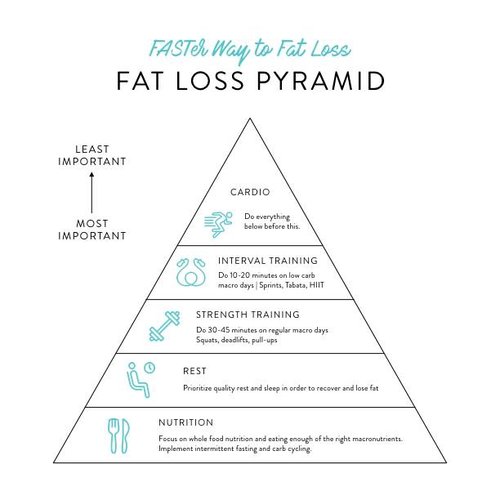 FASTer Way to Fat Loss
FAT LOSS PYRAMID
LEAST
IMPORTANT
MOST
IMPORTANT
CARDIO
Do everything
below before this.
INTERVAL TRAINING
Do 10-20 minutes on low carb
macro days | Sprints, Tabata, HIIT
STRENGTH TRAINING
Do 30-45 minutes on regular macro days
Squats, deadlifts, pull-ups
REST
Prioritize quality rest and sleep in order to recover and lose fat
NUTRITION
Focus on whole food nutrition and eating enough of the right macronutrients.
Implement intermittent fasting and carb cycling.